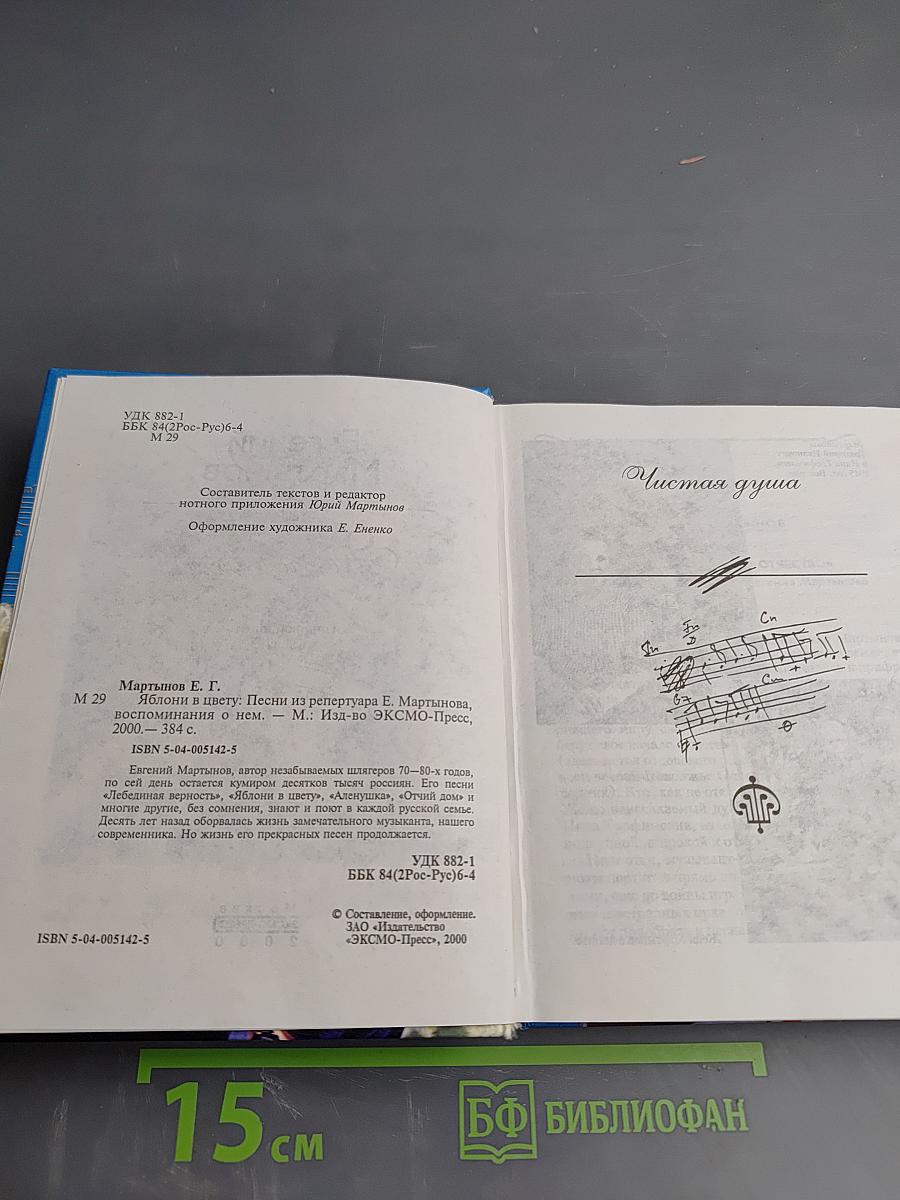 УДК 882-1
ББК 84(2Рос-Рус)6-4
М 29
Составитель текстов и редактор
нотного приложения Юрий Мартынов
Оформление художника Е. Ененко
Мартынов Е. Г.
М 29 Яблони в цвету: Песни из репертуара Е. Мартынова,
воспоминания о нем. — М.: Изд-во ЭКСМО-Пресс,
2000.— 384 с.
ISBN 5-04-005142-5
Евгений Мартынов, автор незабываемых шлягеров 70—80-х годов,
по сей день остается кумиром десятков тысяч россиян. Его песни
«Лебединая верность», «Яблони в цвету», «Аленушка», «Отчий дом» и
многие другие, без сомнения, знают и поют в каждой русской семье.
Десять лет назад оборвалась жизнь замечательного музыканта, нашего
современника. Но жизнь его прекрасных песен продолжается.
УДК 882-1
ББК 84(2Рос-Рус)6-4
© Составление, оформление.
ЗАО «Издательство
«ЭКСМО-Пресс», 2000
ISBN 5-04-005142-5
Чистая душа
Cm
15 см
БФ БИБЛИОФАН